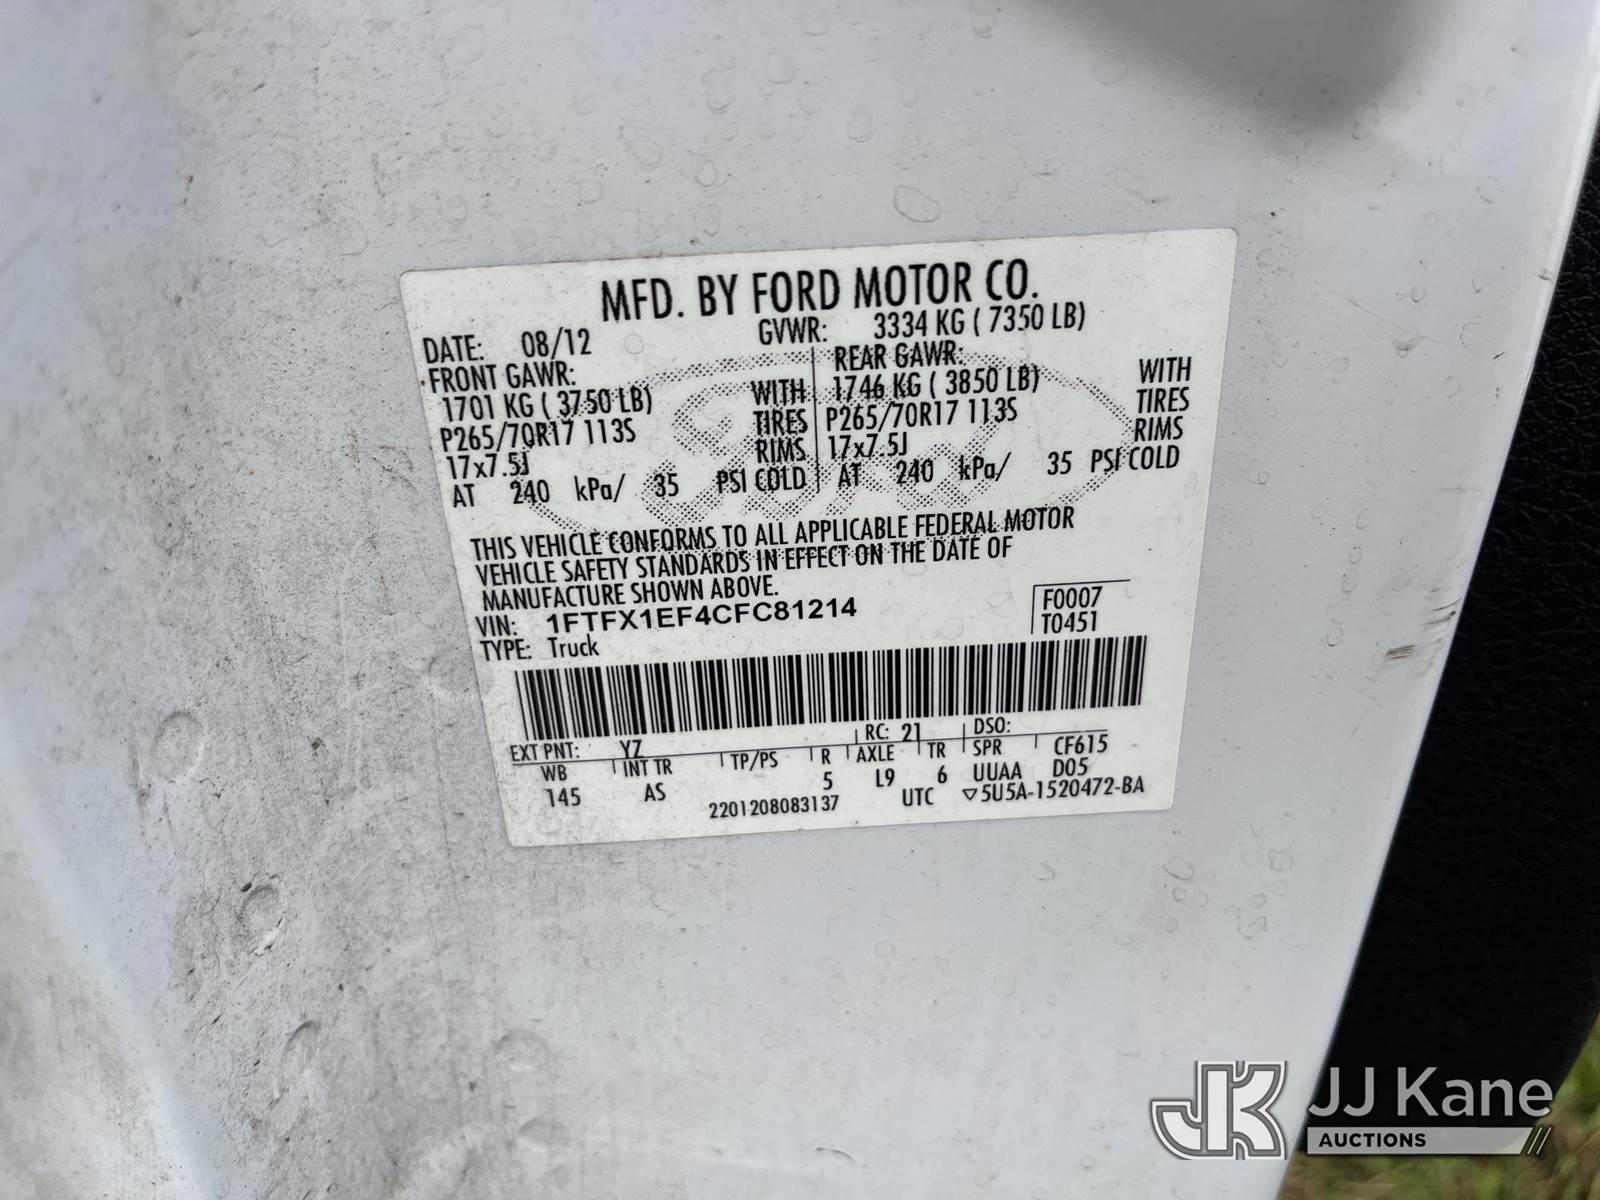 MFD. BY FORD MOTOR CO.
DATE: 08/12 GVWR: 3334 KG ( 7350 LB)
FRONT GAWR: REAR GAWR:
1701 KG ( 3750 LB) WITH 1746 KG ( 3850 LB) WITH
P265/70R17 113S TIRES P265/70R17 113S TIRES
17x7.5J RIMS 17x7.5J RIMS
AT 240 kPa/ 35 PSI COLD AT 240 kPa/ 35 PSI COLD
THIS VEHICLE CONFORMS TO ALL APPLICABLE FEDERAL MOTOR
VEHICLE SAFETY STANDARDS IN EFFECT ON THE DATE OF
MANUFACTURE SHOWN ABOVE.
VIN: 1FTFX1EF4CFC81214 F0007
TYPE: Truck T0451
EXT PNT: YZ RC: 21 DSO:
WB INT TR TP/PS R AXLE TR SPR CF615
145 AS 5 L9 6 UUAA D05
2201208083137 UTC ▽5U5A-1520472-BA
Ford
JK JJ Kane
AUCTIONS